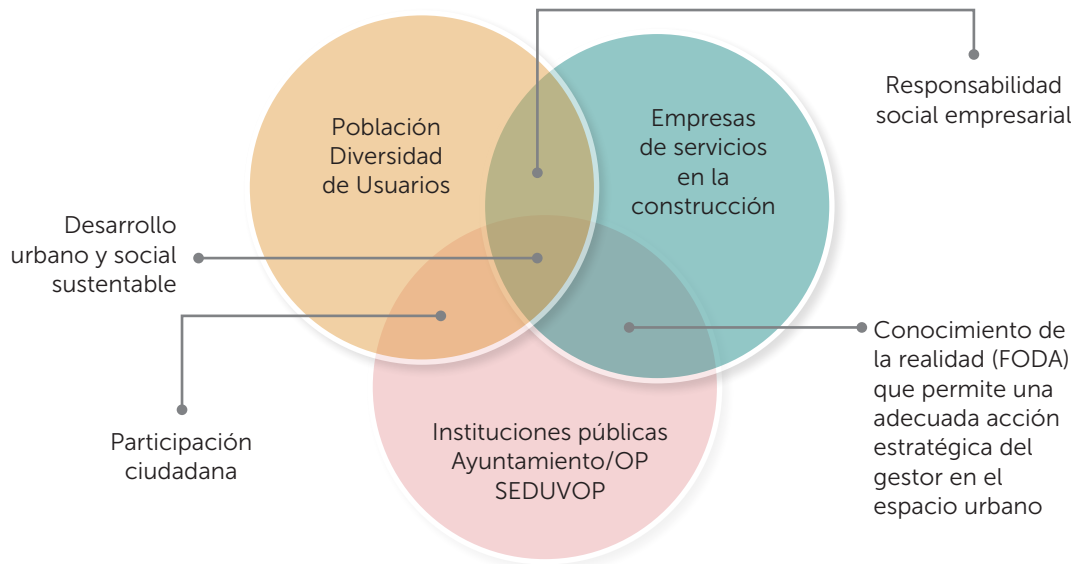 Población
Diversidad
de Usuarios
Empresas
de servicios
en la
construcción
Responsabilidad
social empresarial
Desarrollo
urbano y social
sustentable
Participación
ciudadana
Instituciones públicas
Ayuntamiento/OP
SEDUVOP
Conocimiento de
la realidad (FODA)
que permite una
adecuada acción
estratégica del
gestor en el
espacio urbano